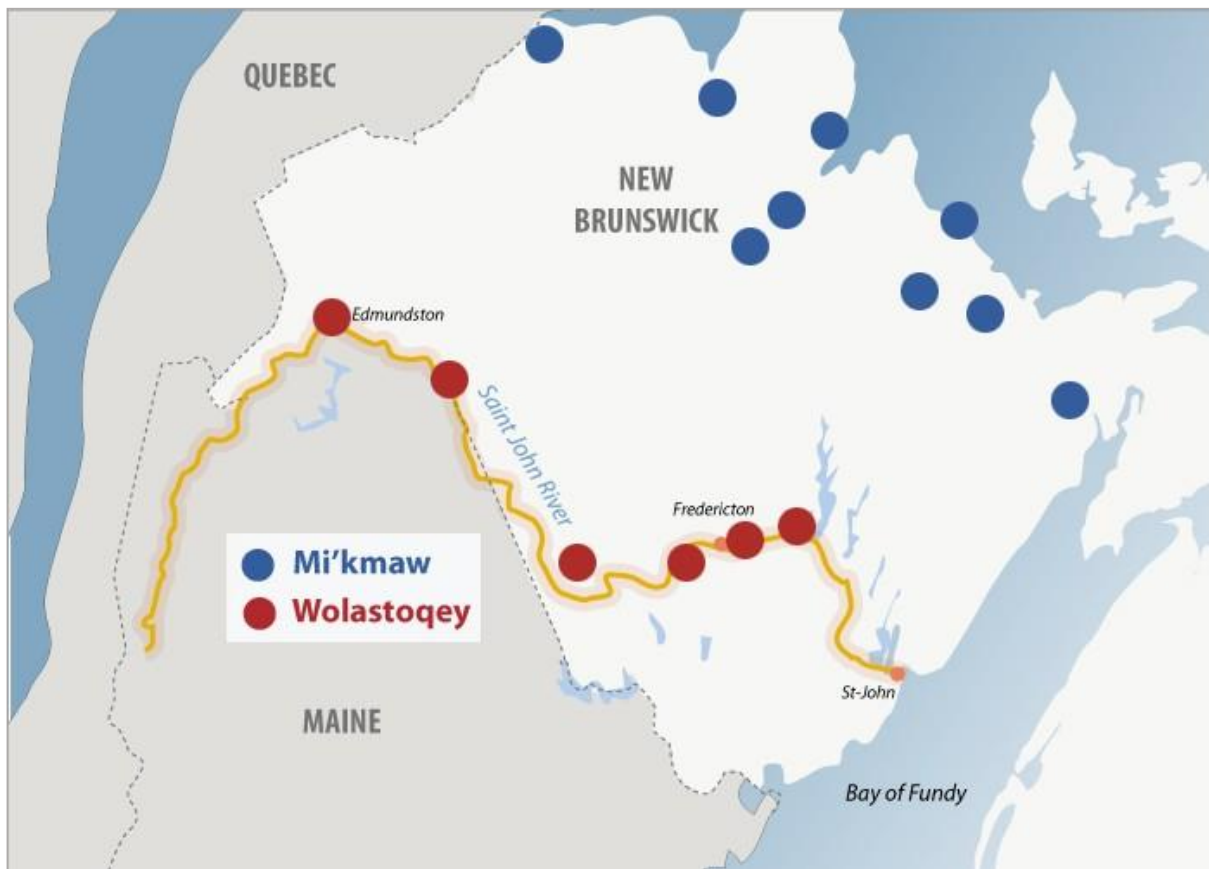 QUEBEC
NEW
BRUNSWICK
Edmundston
Saint John River
Fredericton
Mi’kmaw
Wolastoqey
St-John
MAINE
Bay of Fundy